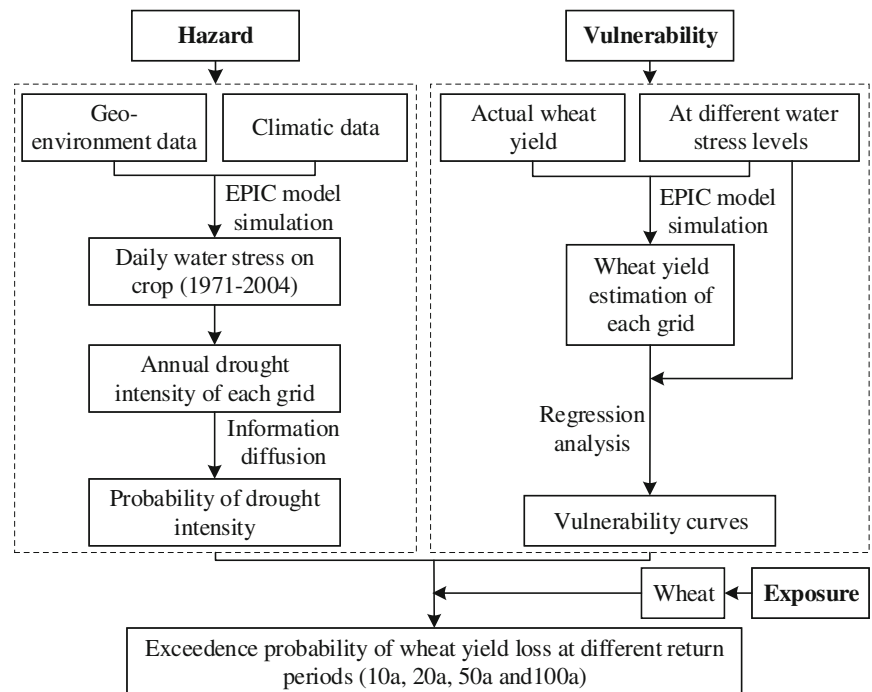 Hazard
Vulnerability
Geo-
environment data
Climatic data
Actual wheat
yield
At different water
stress levels
EPIC model
simulation
EPIC model
simulation
Daily water stress on
crop (1971-2004)
Wheat yield
estimation of
each grid
Annual drought
intensity of each grid
Information
diffusion
Regression
analysis
Probability of drought
intensity
Vulnerability curves
Wheat
Exposure
Exceedence probability of wheat yield loss at different return
periods (10a, 20a, 50a and100a)